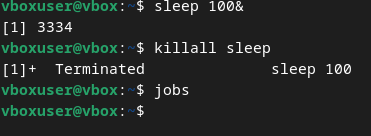 vboxuser@vbox:~$ sleep 100&
[1] 3334
vboxuser@vbox:~$ killall sleep
[1]+  Terminated              sleep 100
vboxuser@vbox:~$ jobs
vboxuser@vbox:~$